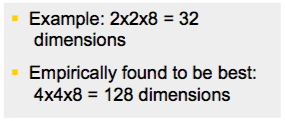 Example: 2x2x8 = 32
dimensions
Empirically found to be best:
4x4x8 = 128 dimensions